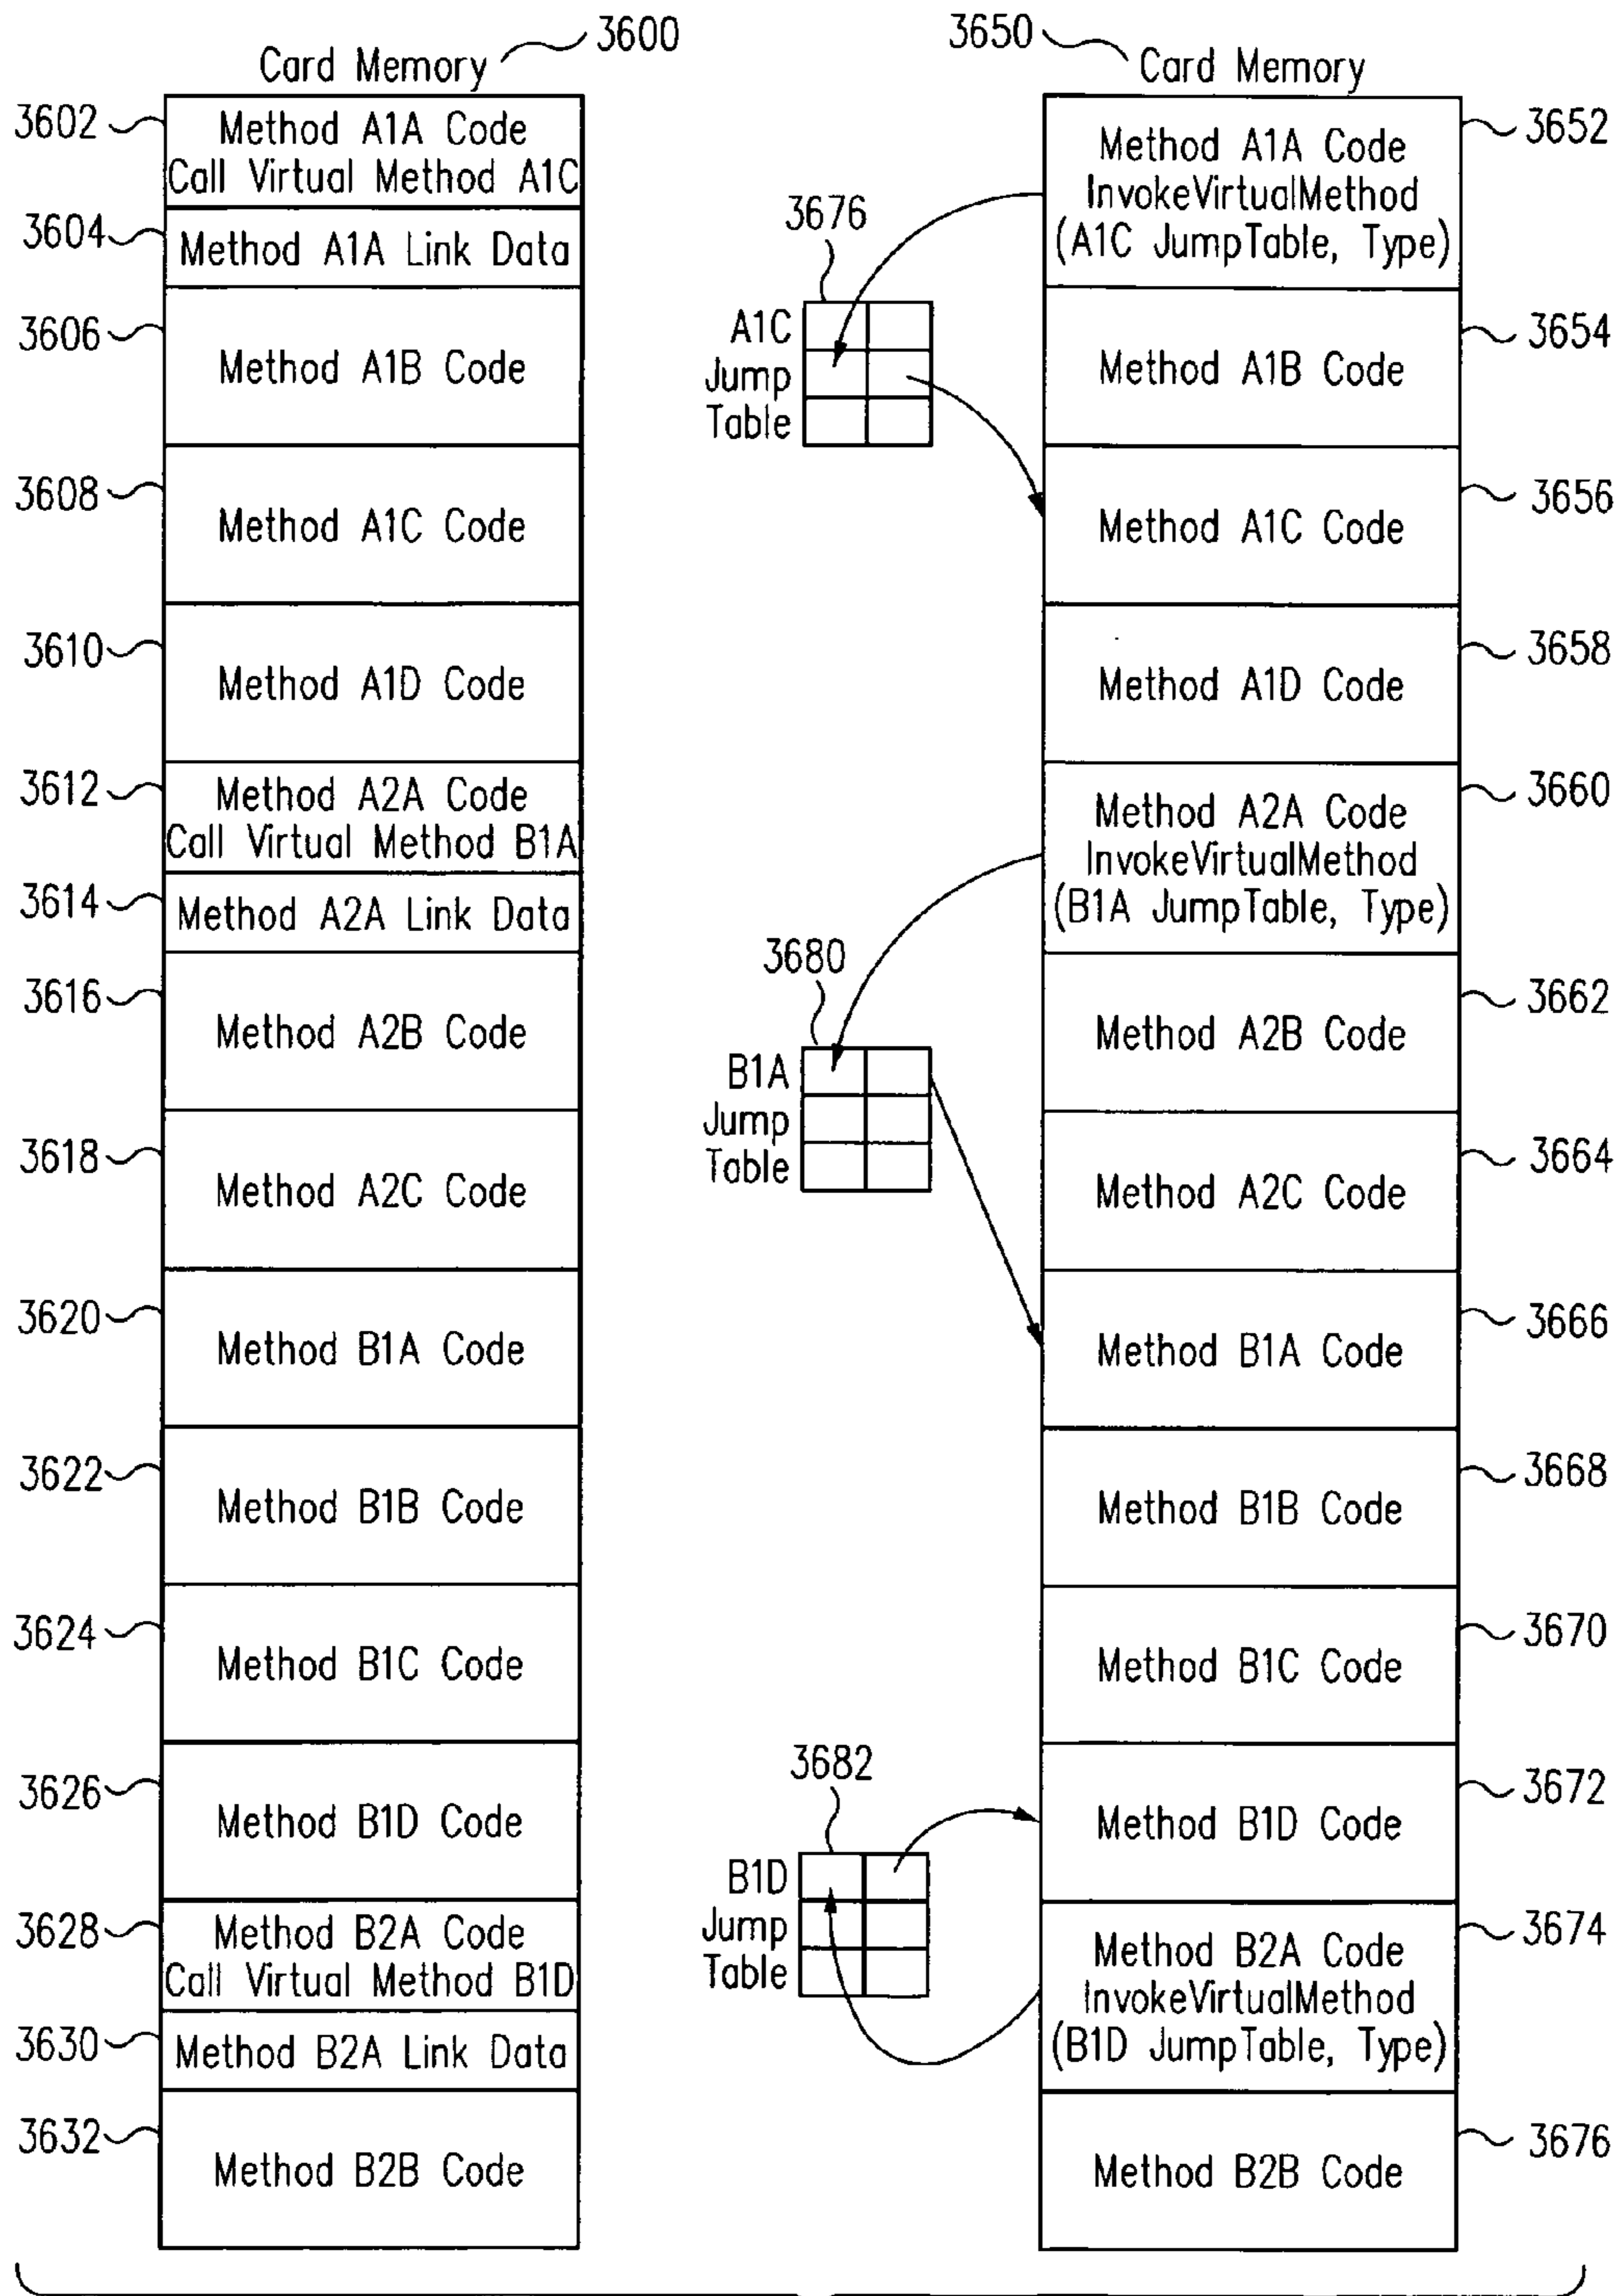 Card Memory 3600
3602 Method A1A Code
Call Virtual Method A1C
3604 Method A1A Link Data
3606 Method A1B Code
3608 Method A1C Code
3610 Method A1D Code
3612 Method A2A Code
Call Virtual Method B1A
3614 Method A2A Link Data
3616 Method A2B Code
3618 Method A2C Code
3620 Method B1A Code
3622 Method B1B Code
3624 Method B1C Code
3626 Method B1D Code
3628 Method B2A Code
Call Virtual Method B1D
3630 Method B2A Link Data
3632 Method B2B Code
3676
A1C
Jump
Table
3680
B1A
Jump
Table
3682
B1D
Jump
Table
3650
Card Memory
Method A1A Code 3652
InvokeVirtualMethod
(A1C JumpTable, Type)
Method A1B Code 3654
Method A1C Code 3656
Method A1D Code 3658
Method A2A Code 3660
InvokeVirtualMethod
(B1A JumpTable, Type)
Method A2B Code 3662
Method A2C Code 3664
Method B1A Code 3666
Method B1B Code 3668
Method B1C Code 3670
Method B1D Code 3672
Method B2A Code 3674
InvokeVirtualMethod
(B1D JumpTable, Type)
Method B2B Code 3676